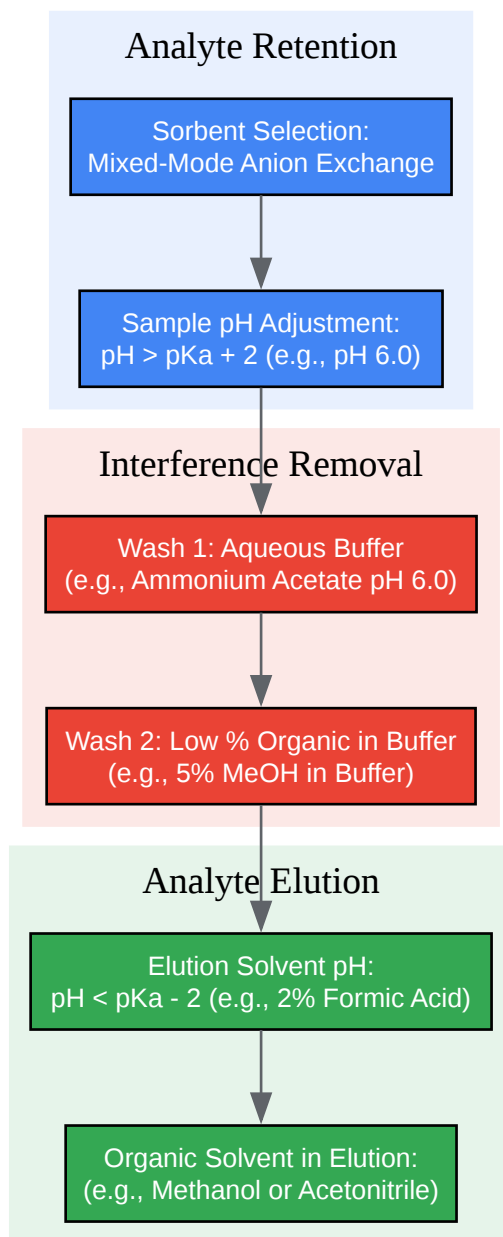 Analyte Retention
Sorbent Selection:
Mixed-Mode Anion Exchange
Sample pH Adjustment:
pH > pKa + 2 (e.g., pH 6.0)
Interference Removal
Wash 1: Aqueous Buffer
(e.g., Ammonium Acetate pH 6.0)
Wash 2: Low % Organic in Buffer
(e.g., 5% MeOH in Buffer)
Analyte Elution
Elution Solvent pH:
pH < pKa - 2 (e.g., 2% Formic Acid)
Organic Solvent in Elution:
(e.g., Methanol or Acetonitrile)